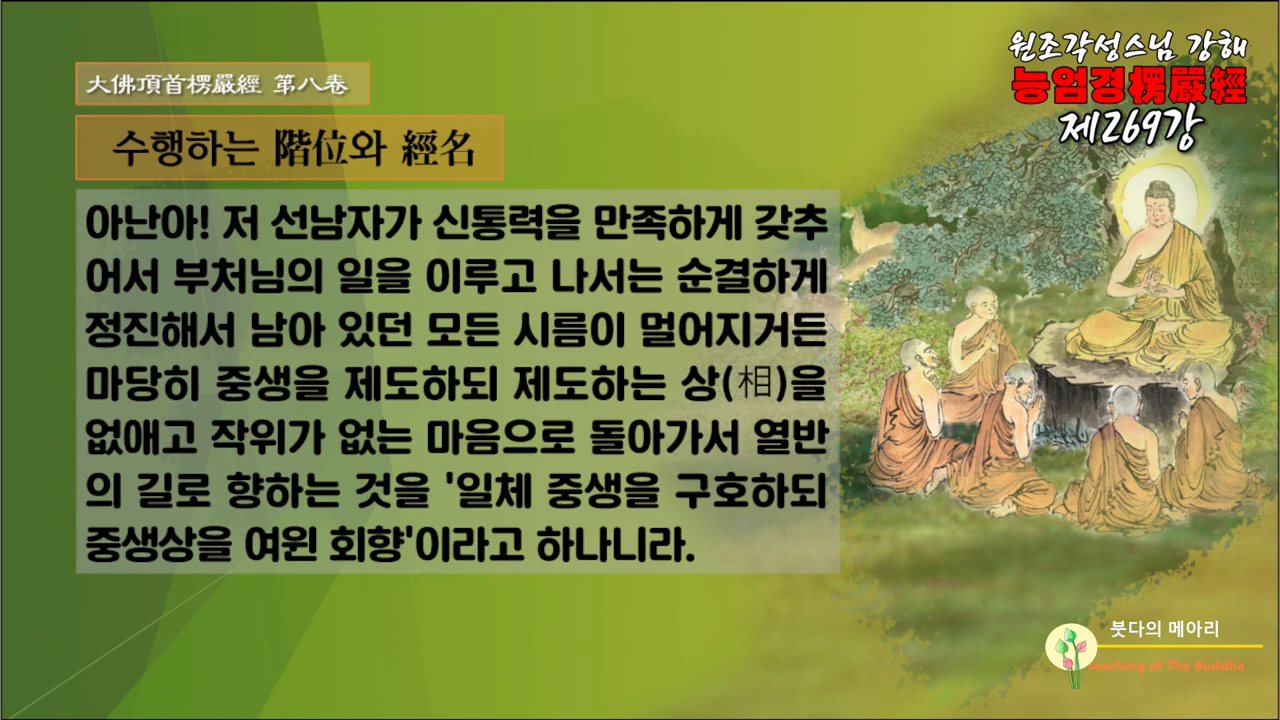 大佛頂首楞嚴經 第八卷
수행하는 階位와 經名
원조각성스님 강해
능엄경楞嚴經
제269강
아난아! 저 선남자가 신통력을 만족하게 갖추
어서 부처님의 일을 이루고 나서는 순결하게
정진해서 남아 있던 모든 시름이 멀어지거든
마당히 중생을 제도하되 제도하는 상(相)을
없애고 작위가 없는 마음으로 돌아가서 열반
의 길로 향하는 것을 '일체 중생을 구호하되
중생상을 여윈 회향'이라고 하나니라.
붓다의 메아리
Teaching of The Buddha